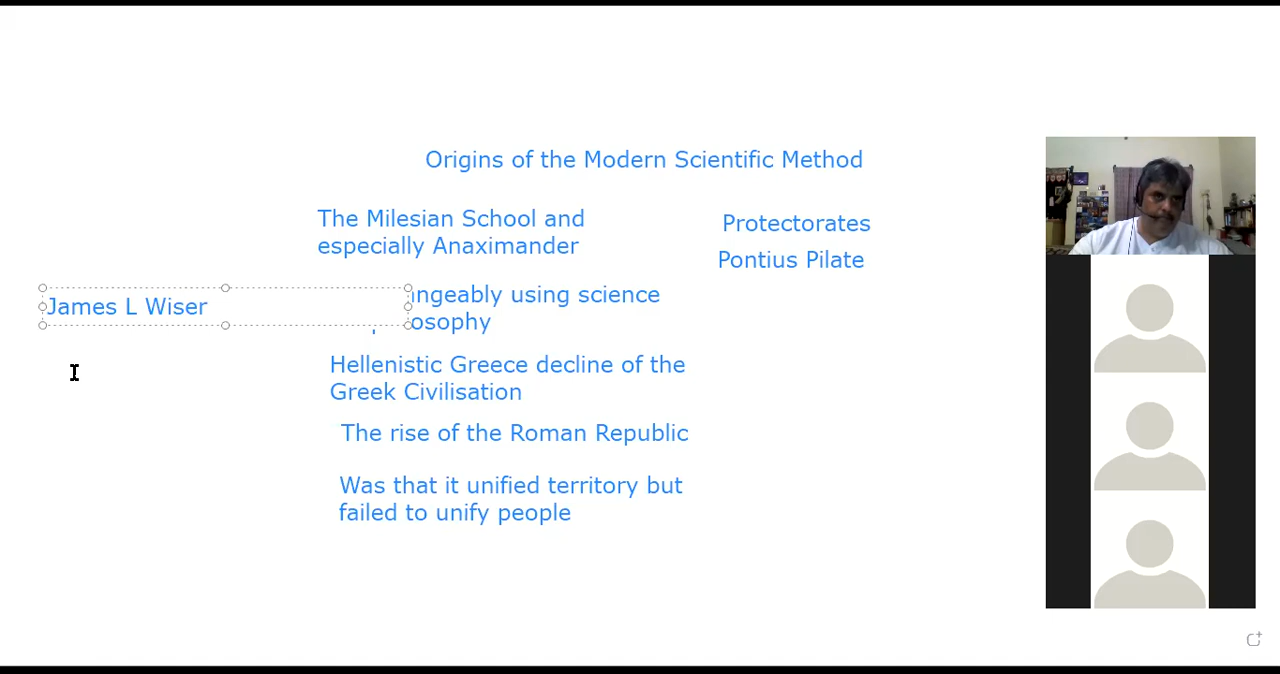 Origins of the Modern Scientific Method
The Milesian School and
especially Anaximander
Protectorates
Pontius Pilate
James L Wiser
using science
Hellenistic Greece decline of the
Greek Civilisation
The rise of the Roman Republic
Was that it unified territory but
failed to unify people